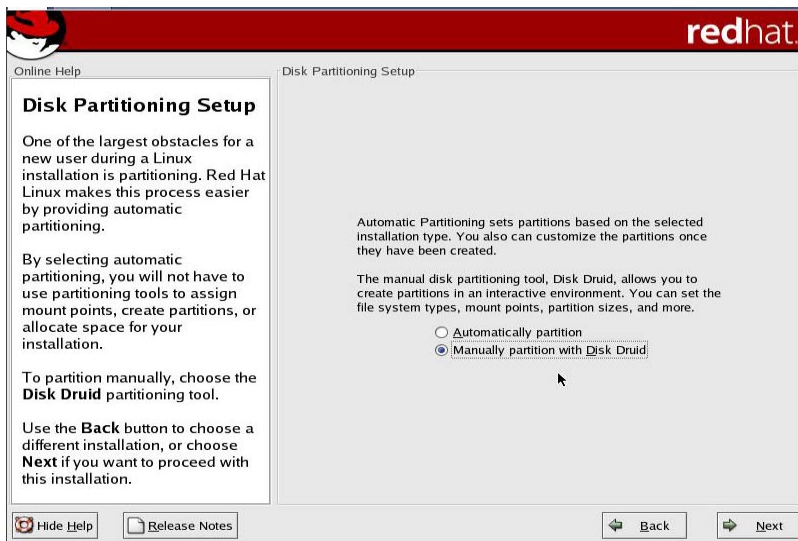 redhat.
Online Help
Disk Partitioning Setup
Disk Partitioning Setup
One of the largest obstacles for a
new user during a Linux
installation is partitioning. Red Hat
Linux makes this process easier
by providing automatic
partitioning.
By selecting automatic
partitioning, you will not have to
use partitioning tools to assign
mount points, create partitions, or
allocate space for your
installation.
To partition manually, choose the
Disk Druid partitioning tool.
Use the Back button to choose a
different installation, or choose
Next if you want to proceed with
this installation.
Automatic Partitioning sets partitions based on the selected
installation type. You also can customize the partitions once
they have been created.
The manual disk partitioning tool, Disk Druid, allows you to
create partitions in an interactive environment. You can set the
file system types, mount points, partition sizes, and more.
Automatically partition
Manually partition with Disk Druid
Hide Help
Release Notes
Back
Next